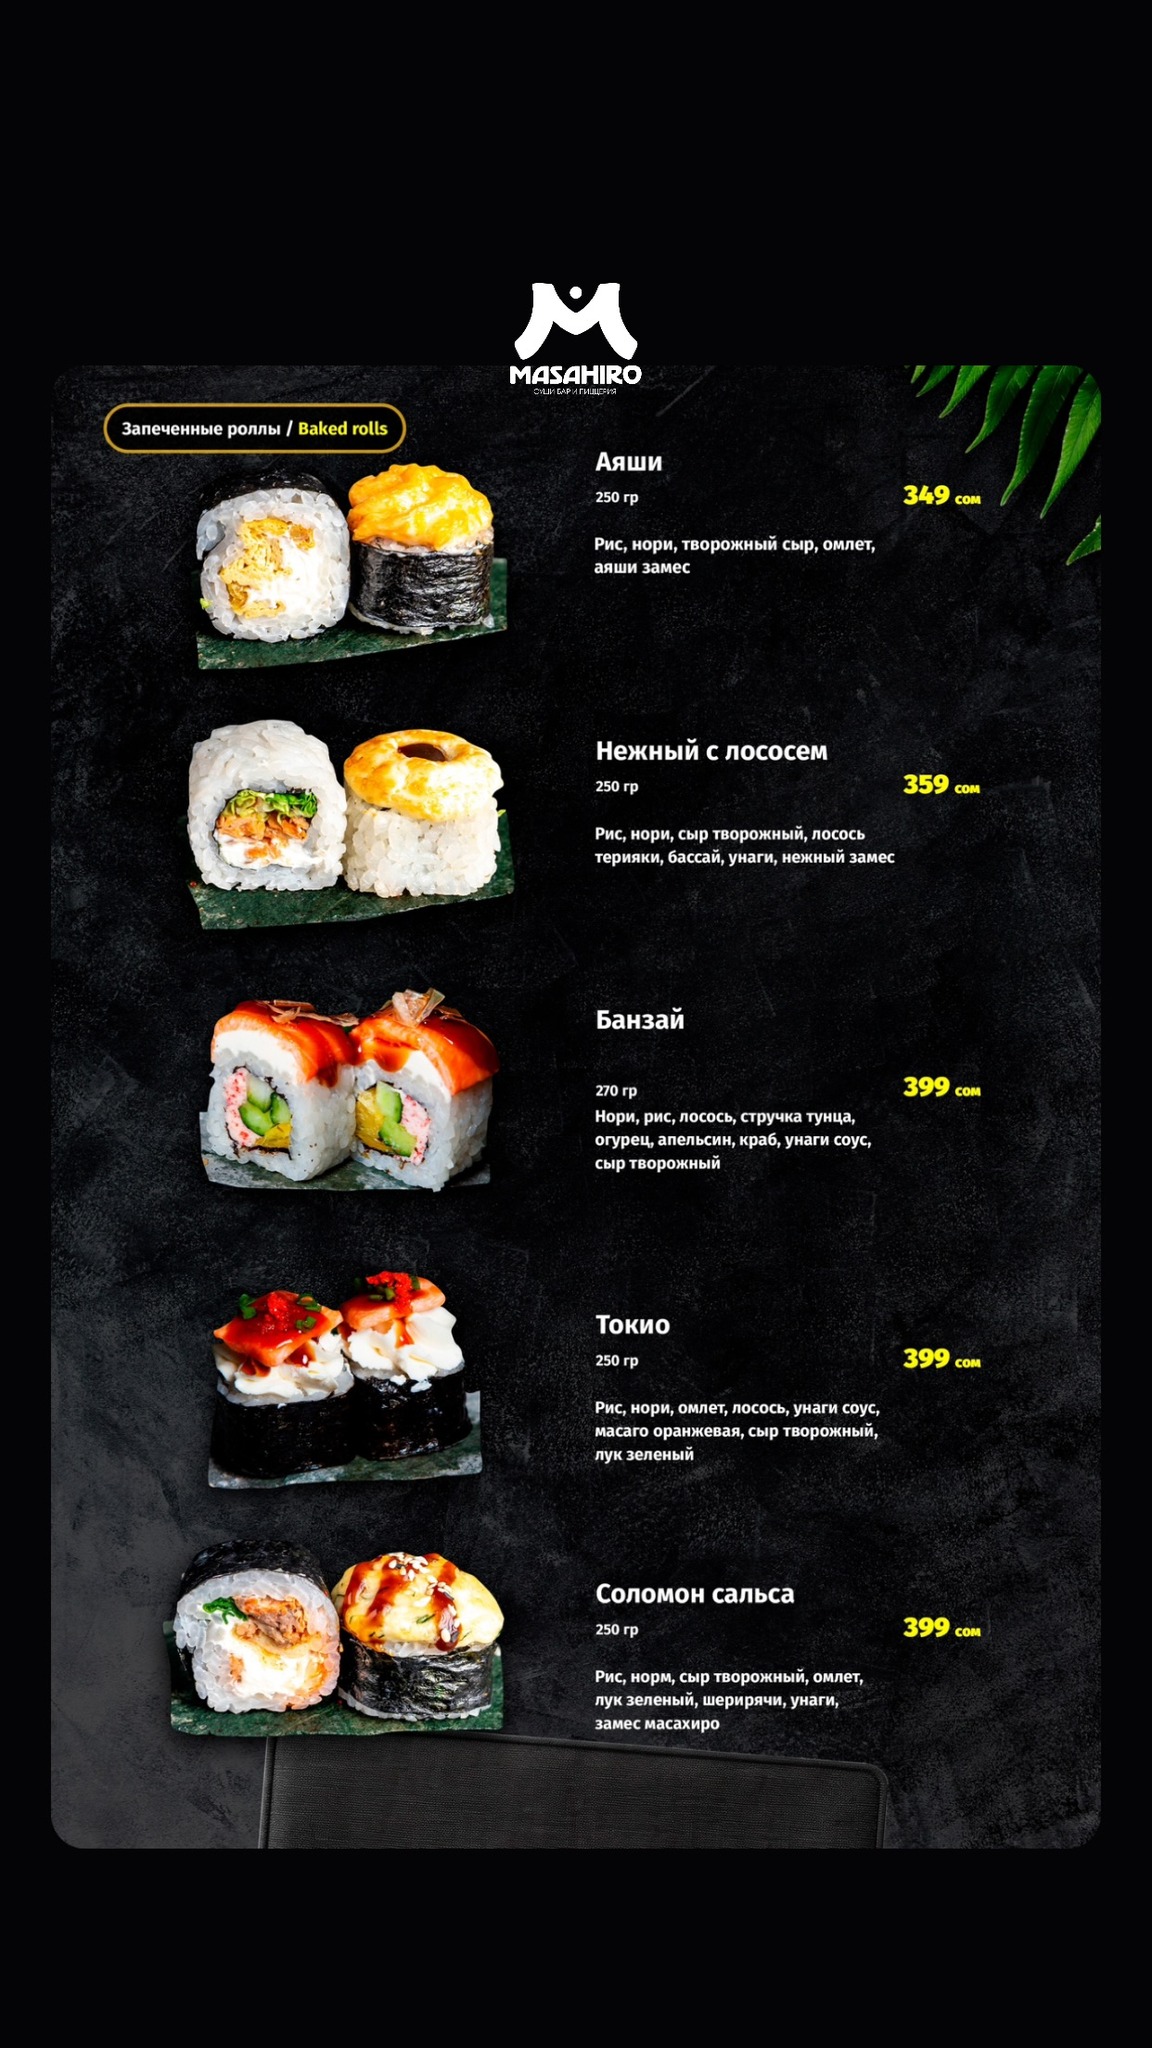 MASAHIRO
СУШИ БАР И ПИЦЦЕРИЯ
Запеченные роллы / Baked rolls
Аяши
250 гр
349 сом
Рис, нори, творожный сыр, омлет,
аяши замес
Нежный с лососем
250 гр
359 сом
Рис, нори, сыр творожный, лосось
терияки, бассай, унаги, нежный замес
Банзай
270 гр
399 сом
Нори, рис, лосось, стручка тунца,
огурец, апельсин, краб, унаги соус,
сыр творожный
Токио
250 гр
399 сом
Рис, нори, омлет, лосось, унаги соус,
масаго оранжевая, сыр творожный,
лук зеленый
Соломон сальса
250 гр
399 сом
Рис, норм, сыр творожный, омлет,
лук зеленый, шерирячи, унаги,
замес масахиро